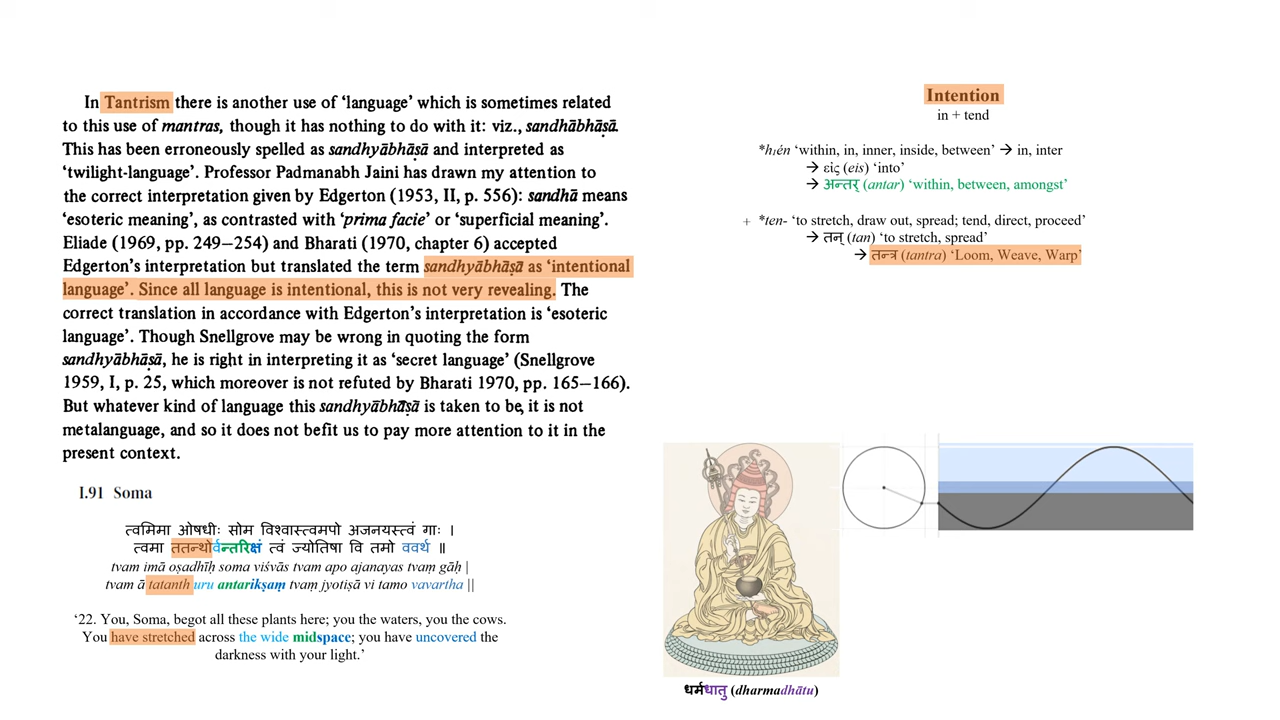 In Tantrism there is another use of ‘language’ which is sometimes related
to this use of mantras, though it has nothing to do with it: viz., sandhābhāṣā.
This has been erroneously spelled as sandhyābhāṣā and interpreted as
‘twilight-language’. Professor Padmanabh Jaini has drawn my attention to
the correct interpretation given by Edgerton (1953, II, p. 556): sandhā means
‘esoteric meaning’, as contrasted with ‘prima facie’ or ‘superficial meaning’.
Eliade (1969, pp. 249–254) and Bharati (1970, chapter 6) accepted
Edgerton’s interpretation but translated the term sandhyābhāṣā as ‘intentional
language’. Since all language is intentional, this is not very revealing. The
correct translation in accordance with Edgerton’s interpretation is ‘esoteric
language’. Though Snellgrove may be wrong in quoting the form
sandhyābhāṣā, he is right in interpreting it as ‘secret language’ (Snellgrove
1959, I, p. 25, which moreover is not refuted by Bharati 1970, pp. 165–166).
But whatever kind of language this sandhyābhāṣā is taken to be, it is not
metalanguage, and so it does not befit us to pay more attention to it in the
present context.
I.91 Soma
त्वमिमा ओषधीः सोम विश्वास्त्वमपो अजनयस्त्वं गाः ।
त्वमा ततन्थोर्वन्तरिक्षं त्वं ज्योतिषा वि तमो ववर्थ ॥
tvam imā oṣadhīḥ soma viśvās tvam apo ajanayas tvaṃ gāḥ |
tvam ā tatanth uru antarikṣaṃ tvaṃ jyotiṣā vi tamo vavartha ||
‘22. You, Soma, begot all these plants here; you the waters, you the cows.
You have stretched across the wide midspace; you have uncovered the
darkness with your light.’
Intention
in + tend
*h₁én ‘within, in, inner, inside, between’ → in, inter
→ εἰς (eis) ‘into’
→ अन्तर् (antar) ‘within, between, amongst’
+ *ten- ‘to stretch, draw out, spread; tend, direct, proceed’
→ तन् (tan) ‘to stretch, spread’
→ तन्त्र (tantra) ‘Loom, Weave, Warp’
धर्मधातु (dharmadhātu)